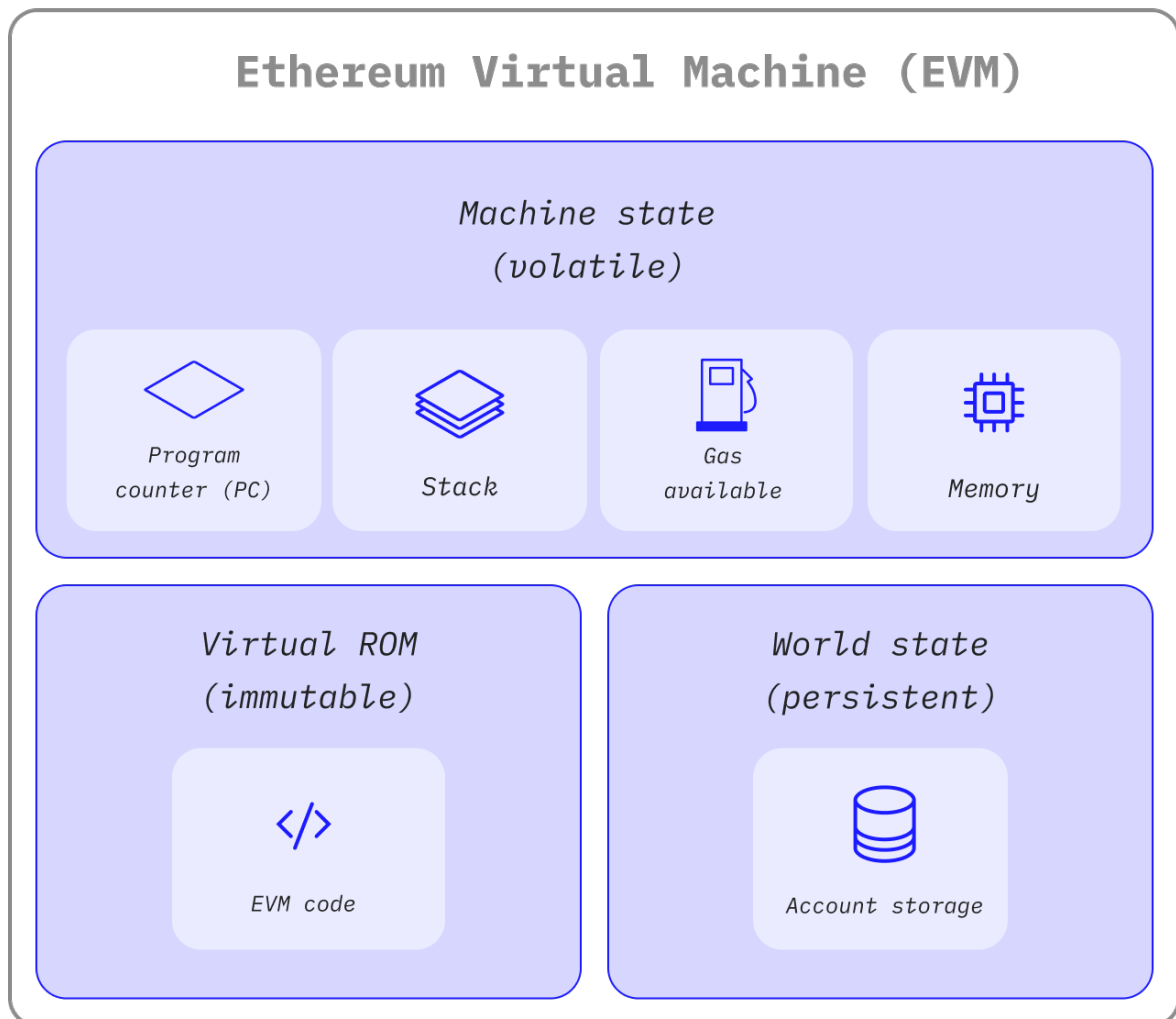 Ethereum Virtual Machine (EVM)
Machine state
(volatile)
Program
counter (PC)
Stack
Gas
available
Memory
Virtual ROM
(immutable)
EVM code
World state
(persistent)
Account storage